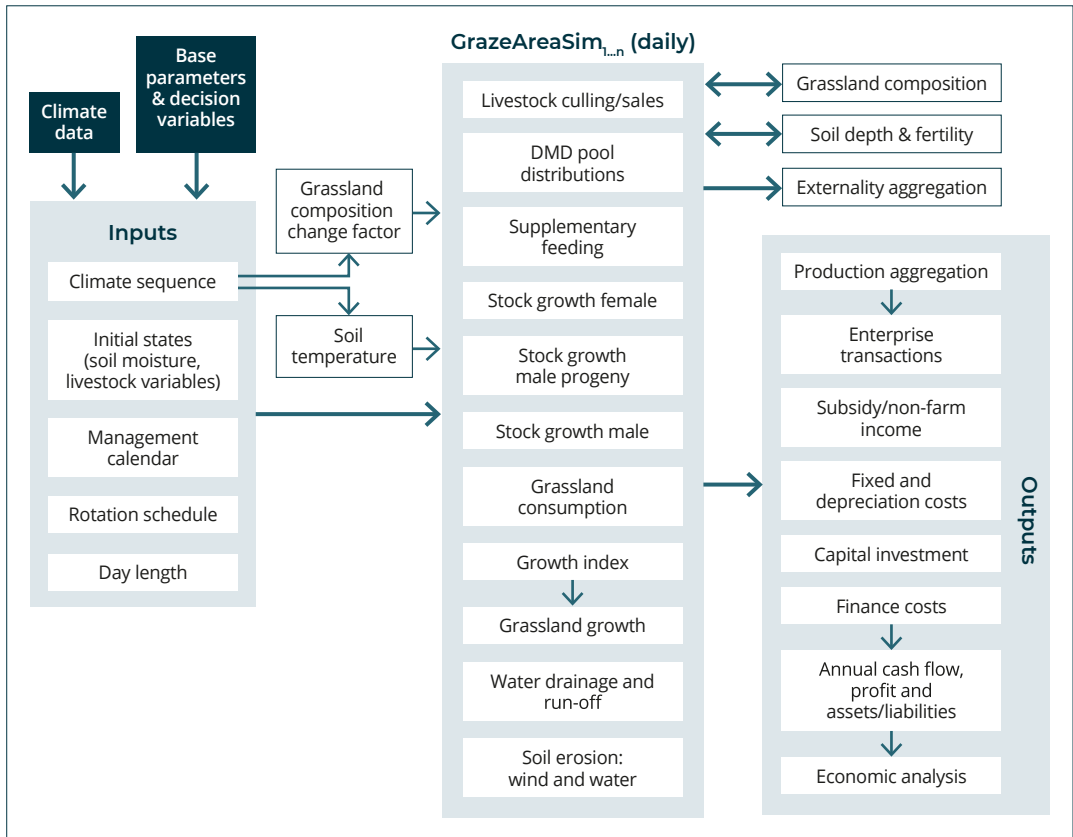 Climate
data
Base
parameters
& decision
variables
Inputs
Climate sequence
Initial states
(soil moisture,
livestock variables)
Management
calendar
Rotation schedule
Day length
Grassland
composition
change factor
Soil
temperature
GrazeAreaSim1...n (daily)
Livestock culling/sales
DMD pool
distributions
Supplementary
feeding
Stock growth female
Stock growth
male progeny
Stock growth male
Grassland
consumption
Growth index
Grassland growth
Water drainage and
run-off
Soil erosion:
wind and water
Grassland composition
Soil depth & fertility
Externality aggregation
Production aggregation
Enterprise
transactions
Subsidy/non-farm
income
Fixed and
depreciation costs
Capital investment
Finance costs
Annual cash flow,
profit and
assets/liabilities
Economic analysis
Outputs